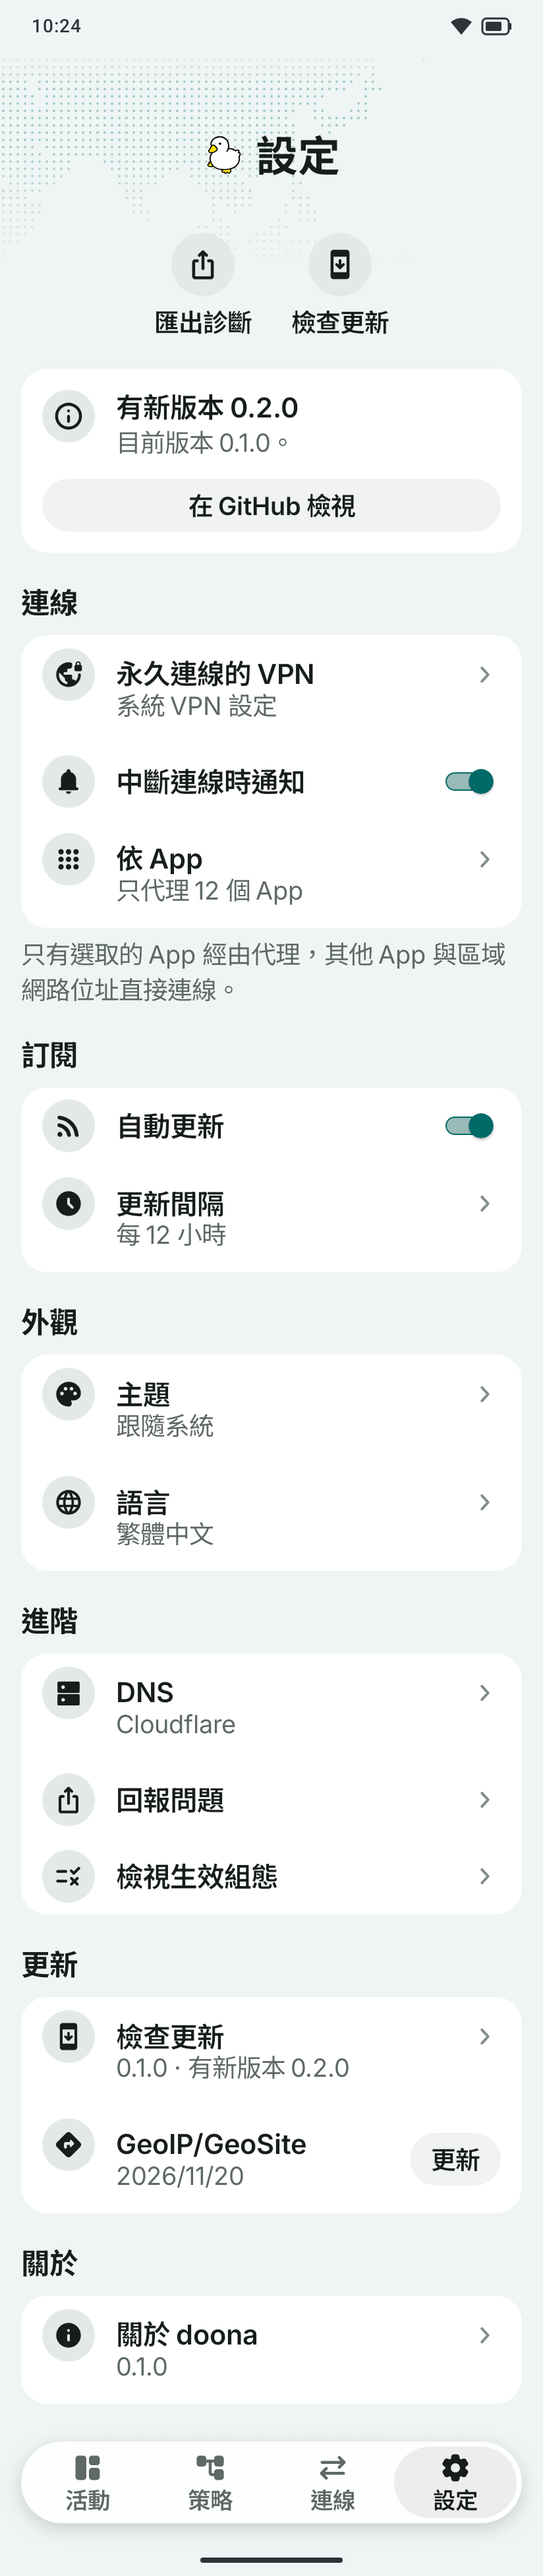 10:24
設定
匯出診斷
檢查更新
有新版本 0.2.0
目前版本 0.1.0。
在 GitHub 檢視
連線
永久連線的 VPN
系統 VPN 設定
中斷連線時通知
依 App
只代理 12 個 App
只有選取的 App 經由代理，其他 App 與區域
網路位址直接連線。
訂閱
自動更新
更新間隔
每 12 小時
外觀
主題
跟隨系統
語言
繁體中文
進階
DNS
Cloudflare
回報問題
檢視生效組態
更新
檢查更新
0.1.0 · 有新版本 0.2.0
GeoIP/GeoSite
2026/11/20
更新
關於
關於 doona
0.1.0
活動
策略
連線
設定